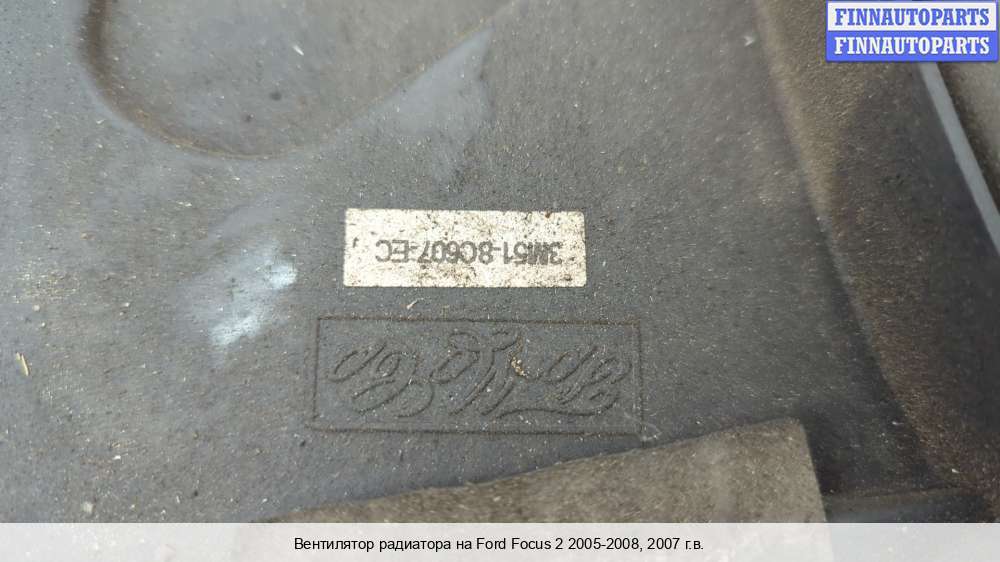 FINNAUTOPARTS
FINNAUTOPARTS
3M51-8C607-EC
Вентилятор радиатора на Ford Focus 2 2005-2008, 2007 г.в.